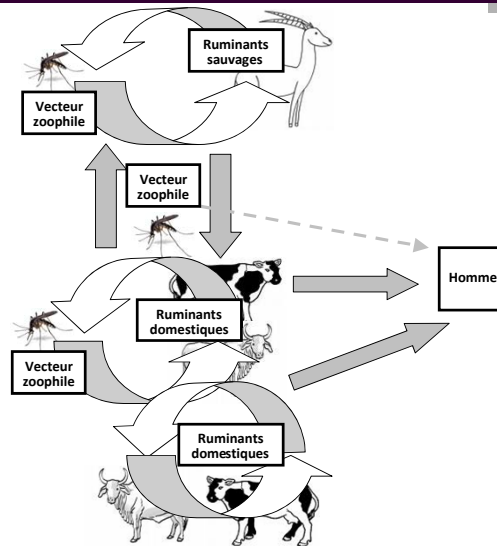 Ruminants
sauvages
Vecteur
zoophile
Vecteur
zoophile
Homme
Ruminants
domestiques
Vecteur
zoophile
Ruminants
domestiques